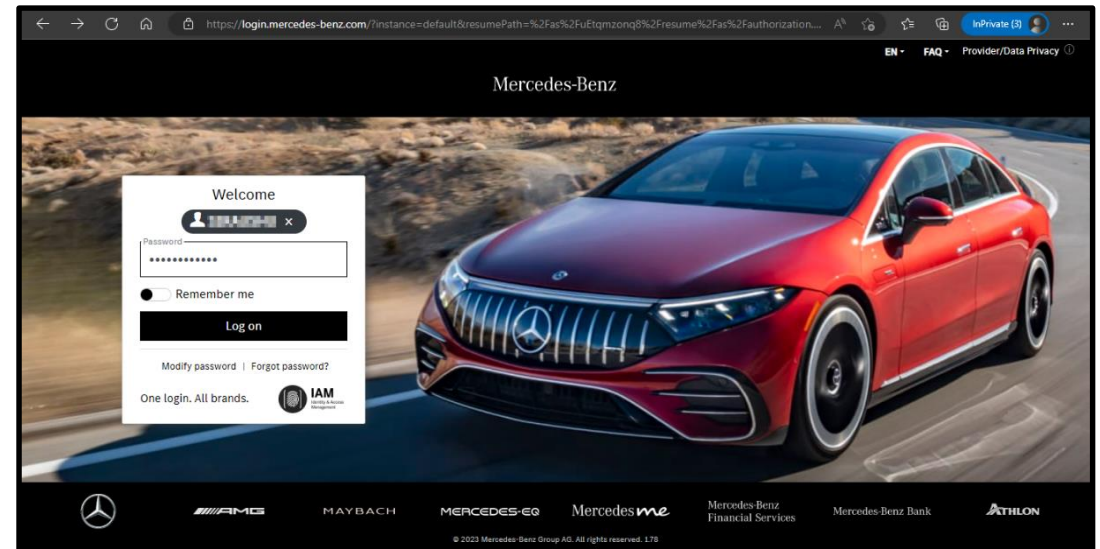 https://login.mercedes-benz.com/?instance=default&resumePath=%2Fas%2FuEtqmzonq8%2Fresume%2Fas%2Fauthorization....
InPrivate (3)
EN
FAQ
Provider/Data Privacy
Mercedes-Benz
Welcome
Password
Remember me
Log on
Modify password | Forgot password?
One login. All brands.
IAM
Identity & Access
Management
AMG
MAYBACH
MERCEDES-EQ
Mercedes me
Mercedes-Benz
Financial Services
Mercedes-Benz Bank
ATHLON
© 2023 Mercedes-Benz Group AG. All rights reserved. 1.78